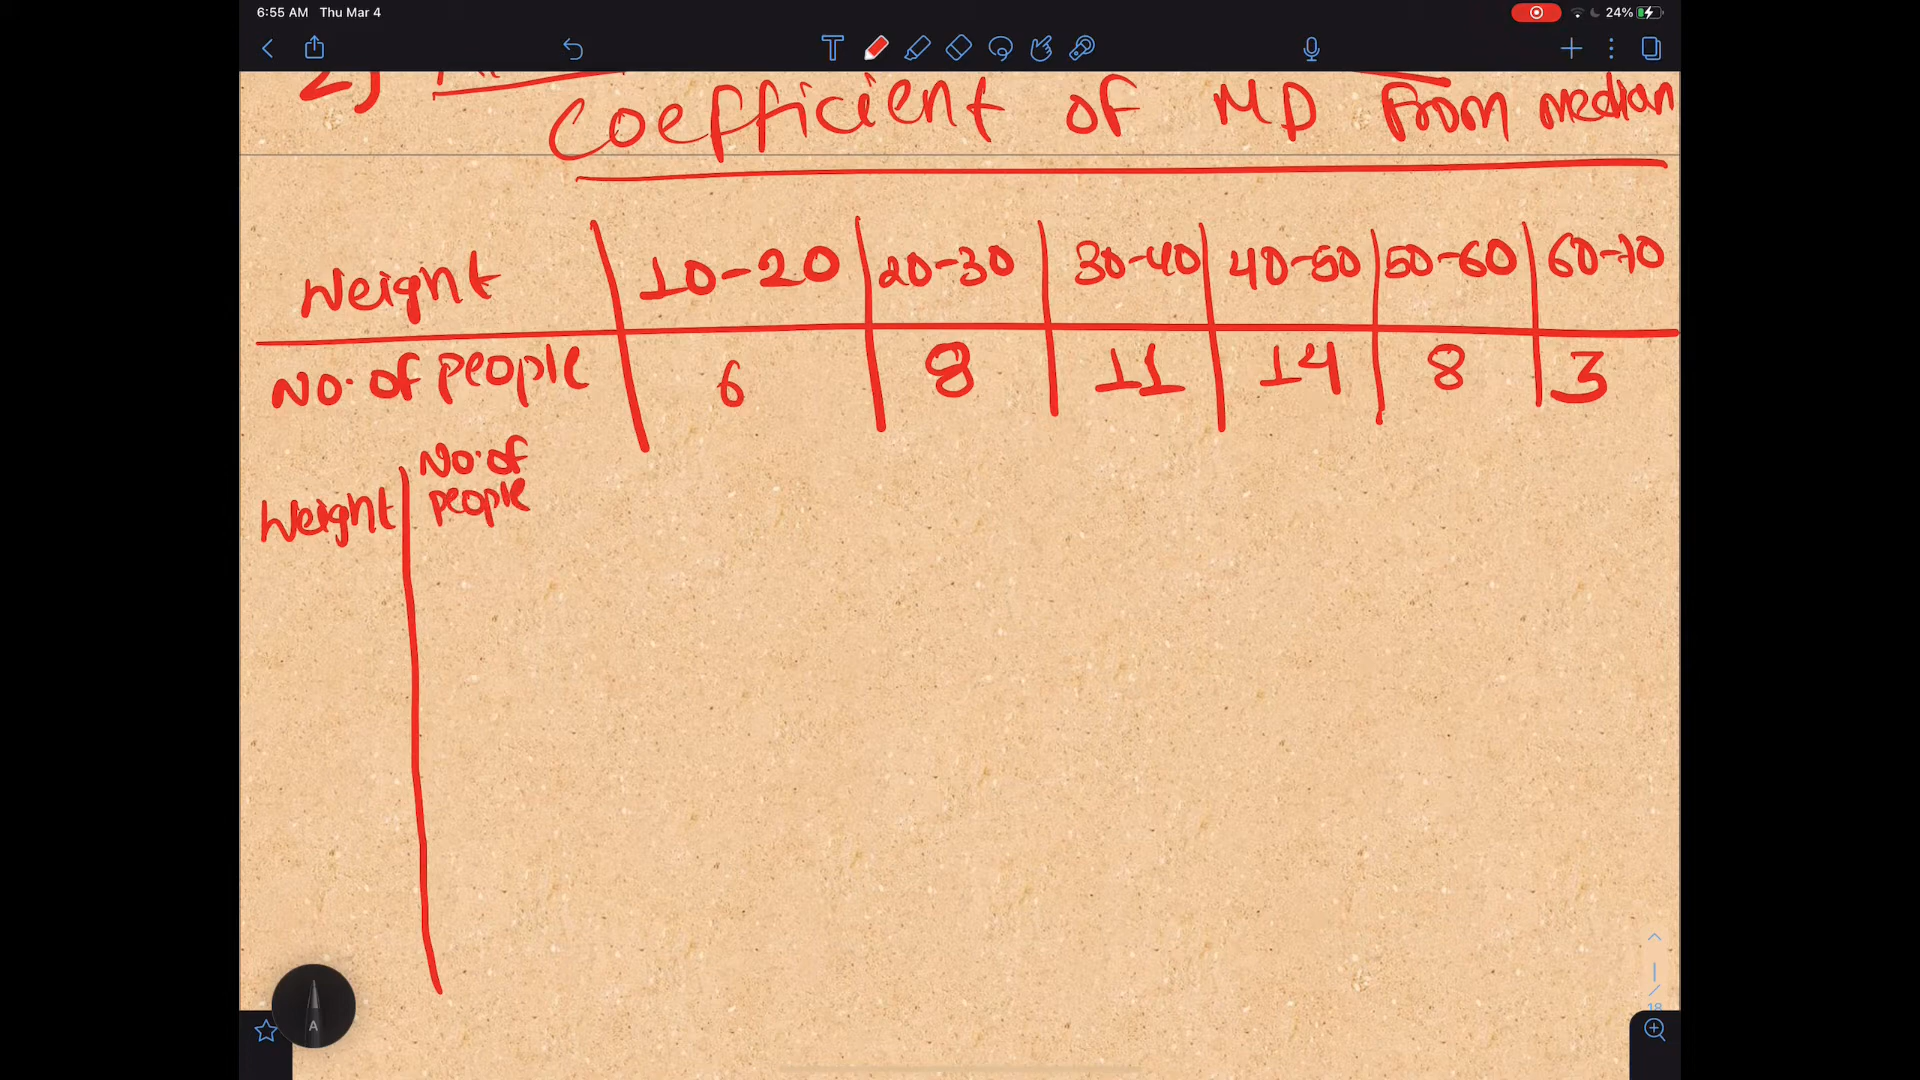 6:55 AM Thu Mar 4
24%
2)
Coefficient of MD from median
Weight 10-20 20-30 30-40 40-50 50-60 60-70
No. of people 6 8 11 14 8 3
Weight No. of people
A
18